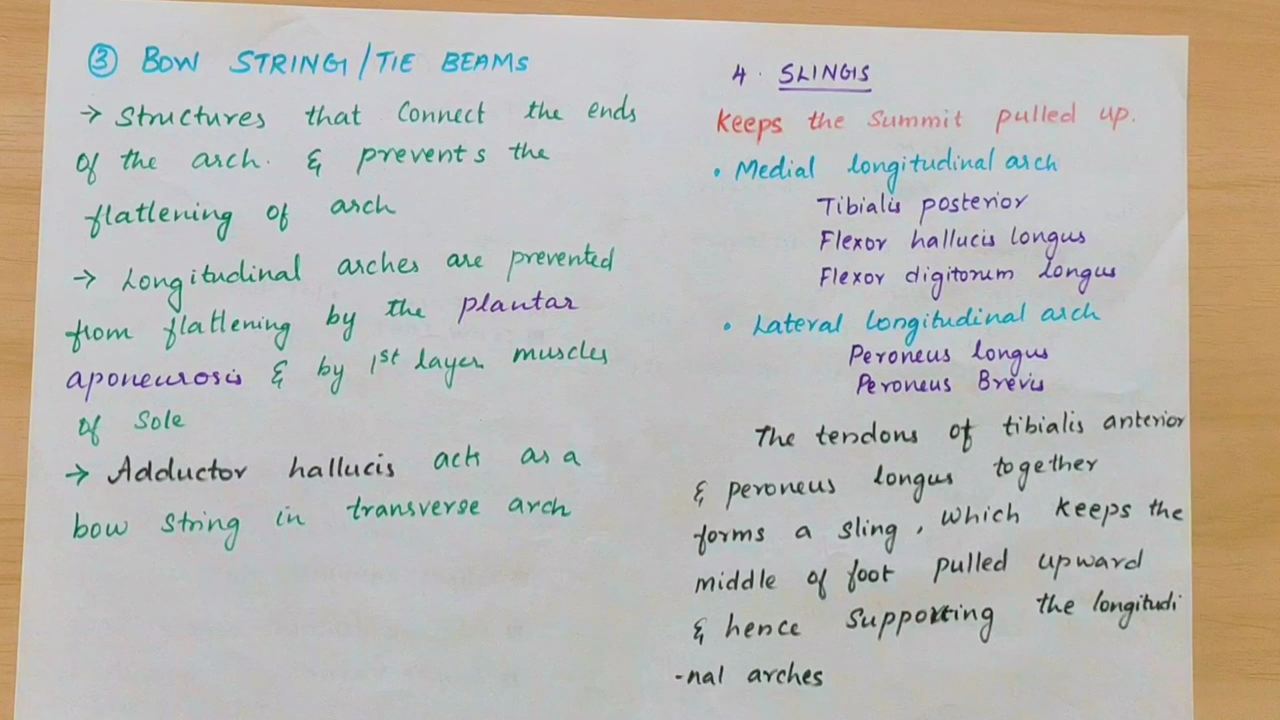 ③ BOW STRING/TIE BEAMS
→ Structures that connect the ends
of the arch. & prevents the
flattening of arch
→ Longitudinal arches are prevented
from flattening by the plantar
aponeurosis & by 1st layer muscles
of Sole
→ Adductor hallucis acts as a
bow string in transverse arch
4. SLINGS
Keeps the Summit pulled up.
• Medial longitudinal arch
Tibialis posterior
Flexor hallucis longus
Flexor digitorum longus
• Lateral longitudinal arch
Peroneus longus
Peroneus Brevis
The tendons of tibialis anterior
& peroneus longus together
forms a sling, which keeps the
middle of foot pulled upward
& hence supporting the longitudi
-nal arches